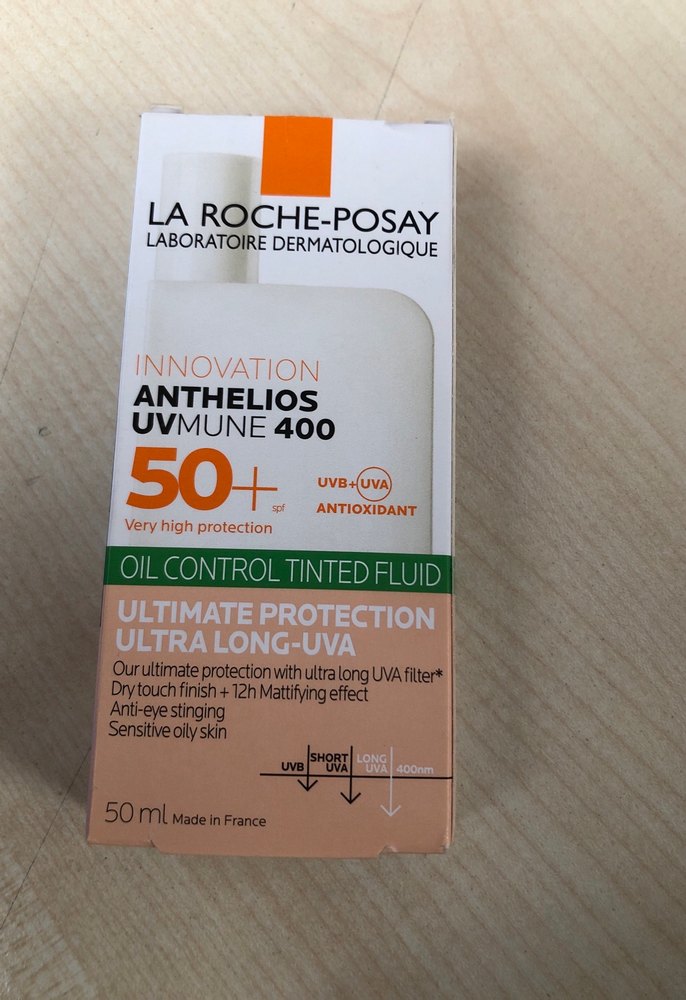 LA ROCHE-POSAY
LABORATOIRE DERMATOLOGIQUE
INNOVATION
ANTHELIOS
UVMUNE 400
50+ spf
Very high protection
UVB+UVA
ANTIOXIDANT
OIL CONTROL TINTED FLUID
ULTIMATE PROTECTION
ULTRA LONG-UVA
Our ultimate protection with ultra long UVA filter*
Dry touch finish + 12h Mattifying effect
Anti-eye stinging
Sensitive oily skin
UVB
SHORT
UVA
LONG
UVA
400nm
50 ml Made in France